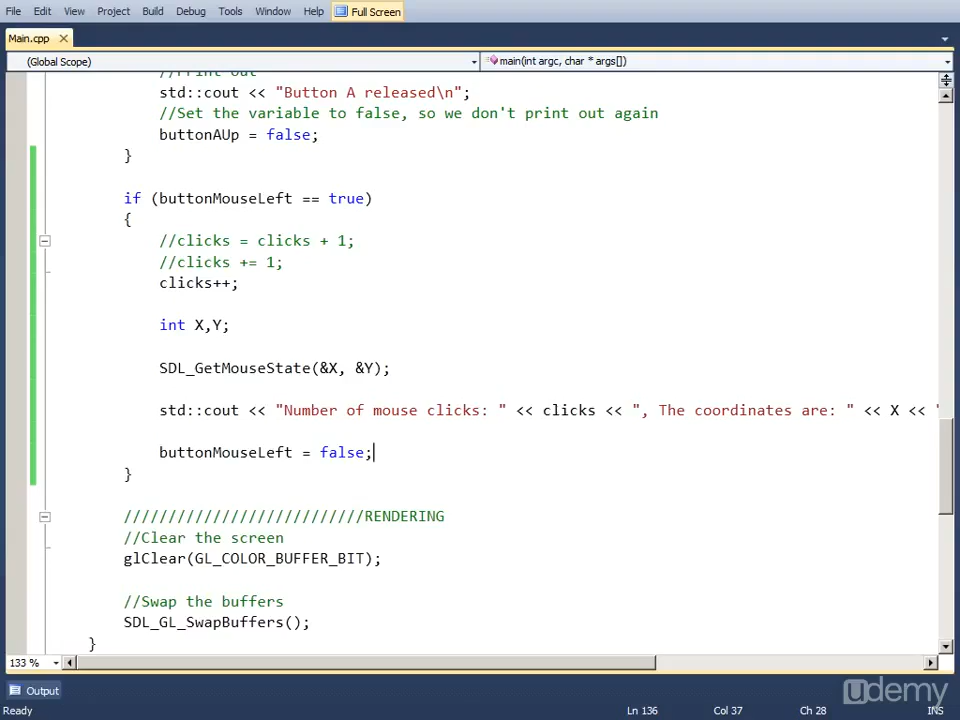 File Edit View Project Build Debug Tools Window Help Full Screen
Main.cpp
(Global Scope) main(int argc, char * args[])
//Print out
std::cout << "Button A released\n";
//Set the variable to false, so we don't print out again
buttonAUp = false;
}
if (buttonMouseLeft == true)
{
//clicks = clicks + 1;
//clicks += 1;
clicks++;
int X,Y;
SDL_GetMouseState(&X, &Y);
std::cout << "Number of mouse clicks: " << clicks << ", The coordinates are: " << X << "
buttonMouseLeft = false;
}
///////////////////////////RENDERING
//Clear the screen
glClear(GL_COLOR_BUFFER_BIT);
//Swap the buffers
SDL_GL_SwapBuffers();
}
133 %
Output
udemy
Ready Ln 136 Col 37 Ch 28 INS